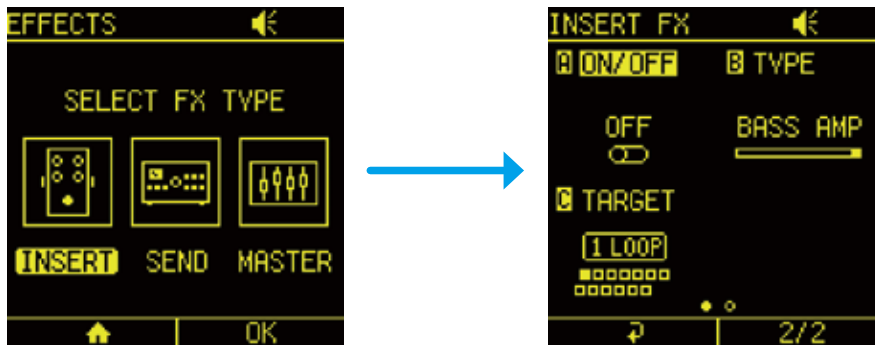 EFFECTS
SELECT FX TYPE
INSERT SEND MASTER
OK
INSERT FX
A ON/OFF B TYPE
OFF BASS AMP
C TARGET
1 LOOP
2/2